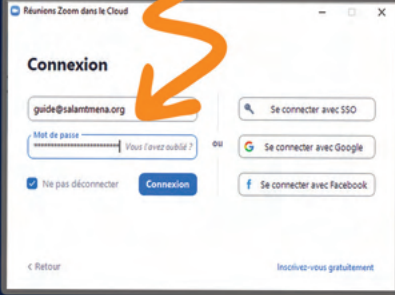 Réunions Zoom dans le Cloud
Connexion
guide@salamtmena.org
Mot de passe
Vous l'avez oublié ?
Ne pas déconnecter
Connexion
ou
Se connecter avec SSO
Se connecter avec Google
Se connecter avec Facebook
< Retour
Inscrivez-vous gratuitement